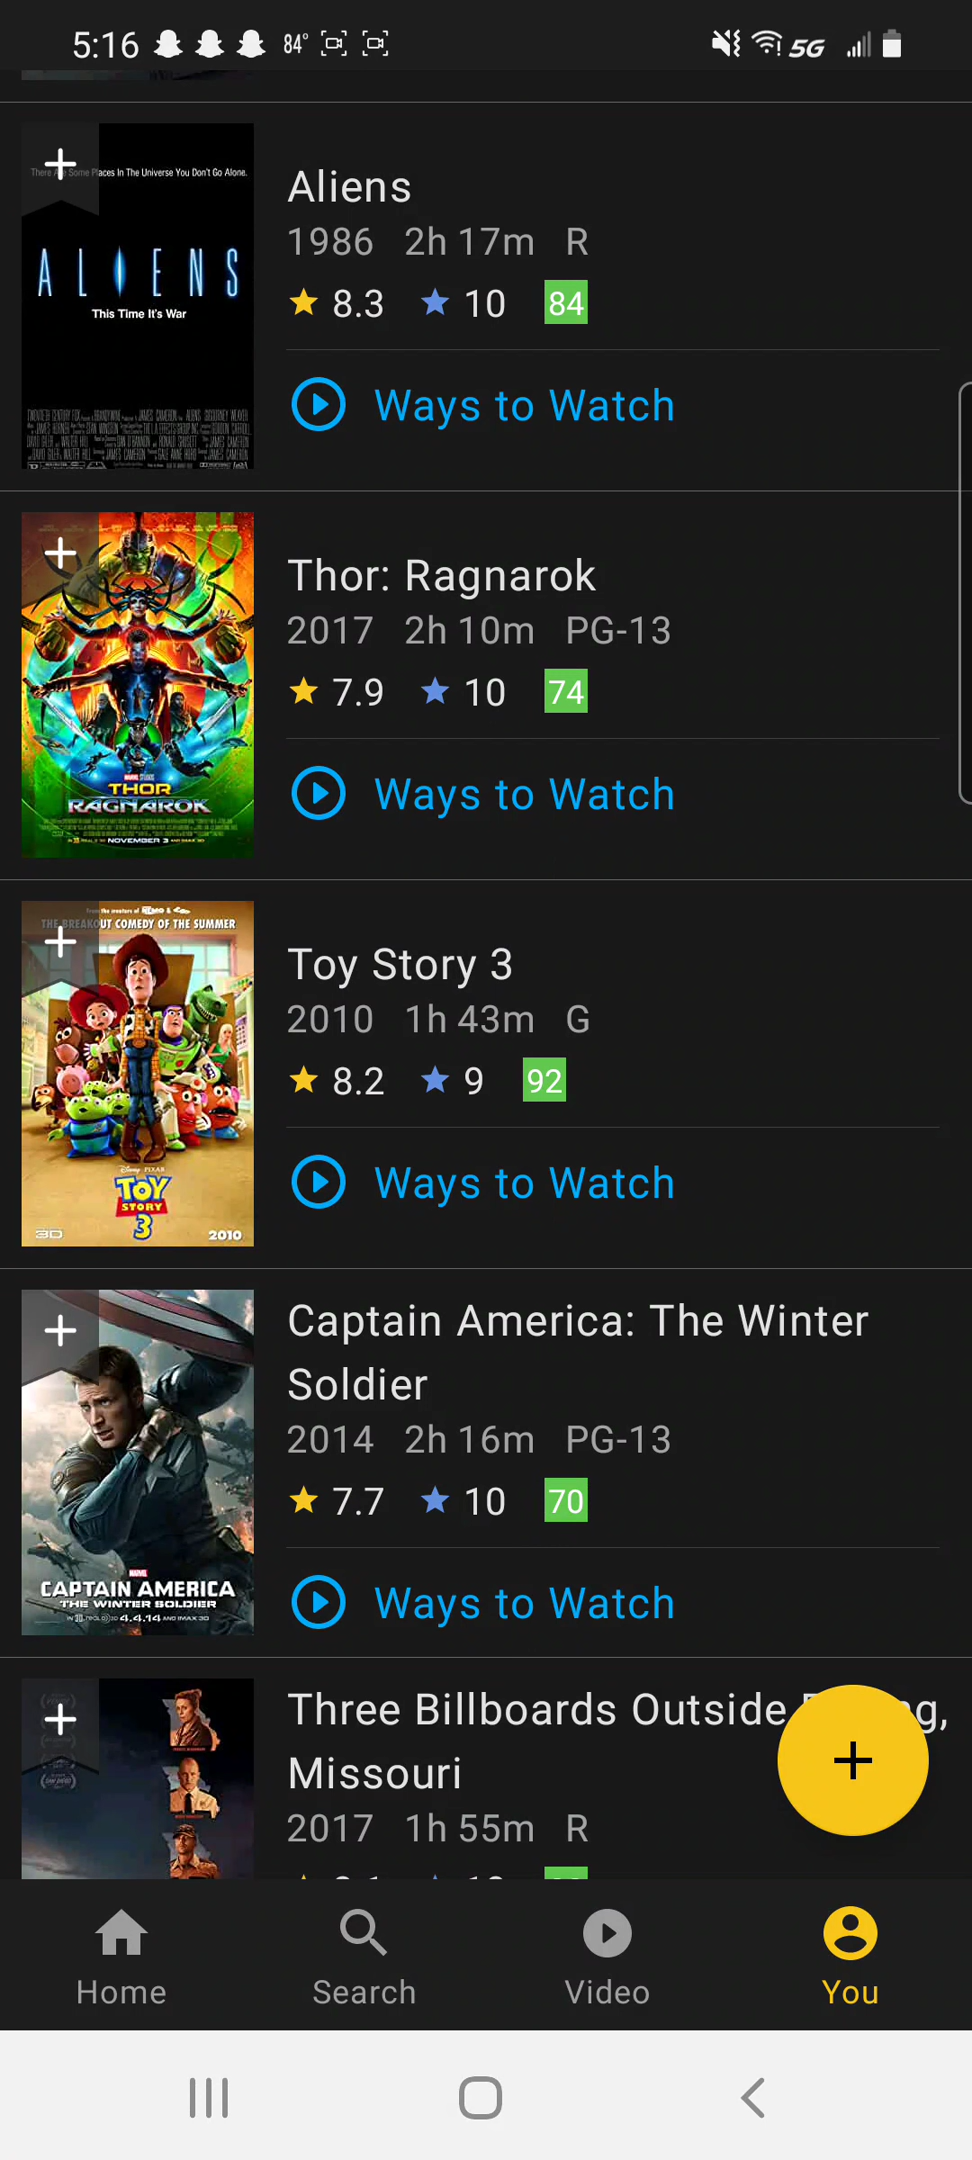 5:16 84° 5G
There Are Some Places In The Universe You Don't Go Alone.
ALIENS
This Time It's War
Aliens
1986 2h 17m R
8.3 10 84
Ways to Watch
THOR
RAGNAROK
NOVEMBER 3
Thor: Ragnarok
2017 2h 10m PG-13
7.9 10 74
Ways to Watch
THE BREAKOUT COMEDY OF THE SUMMER
Disney PIXAR
TOY
STORY
3
3D 2010
Toy Story 3
2010 1h 43m G
8.2 9 92
Ways to Watch
MARVEL
CAPTAIN AMERICA
THE WINTER SOLDIER
4.4.14
Captain America: The Winter
Soldier
2014 2h 16m PG-13
7.7 10 70
Ways to Watch
Three Billboards Outside
Missouri
2017 1h 55m R
Home Search Video You